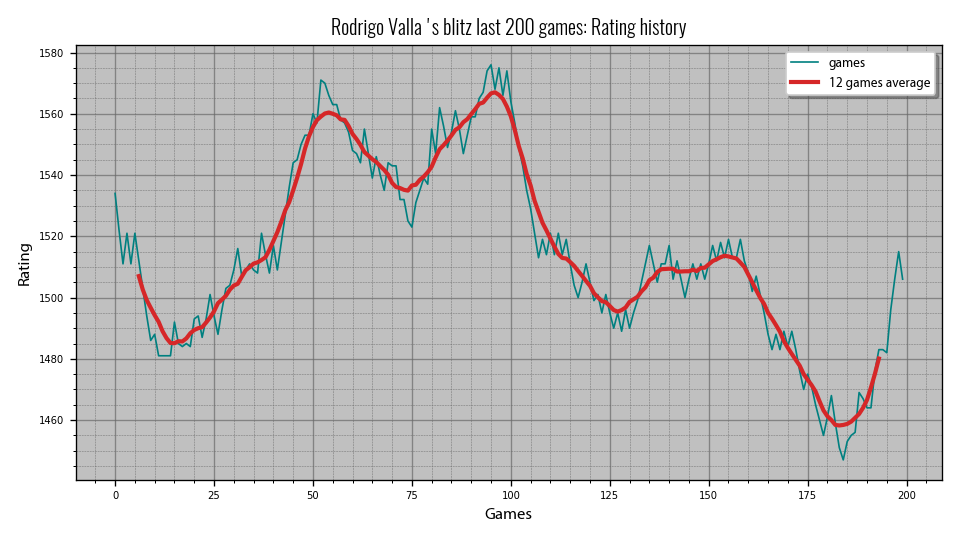 Rodrigo Valla 's blitz last 200 games: Rating history
games
12 games average
Rating
1580
1560
1540
1520
1500
1480
1460
0 25 50 75 100 125 150 175 200
Games